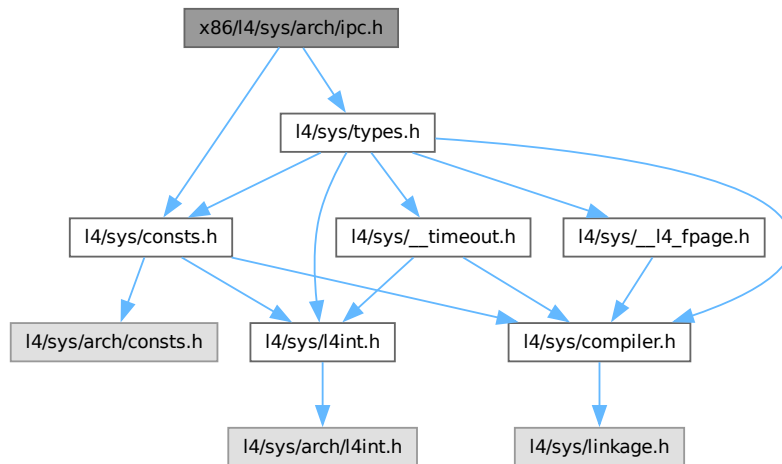 x86/l4/sys/arch/ipc.h
l4/sys/types.h
l4/sys/consts.h
l4/sys/__timeout.h
l4/sys/__l4_fpage.h
l4/sys/arch/consts.h
l4/sys/l4int.h
l4/sys/compiler.h
l4/sys/arch/l4int.h
l4/sys/linkage.h